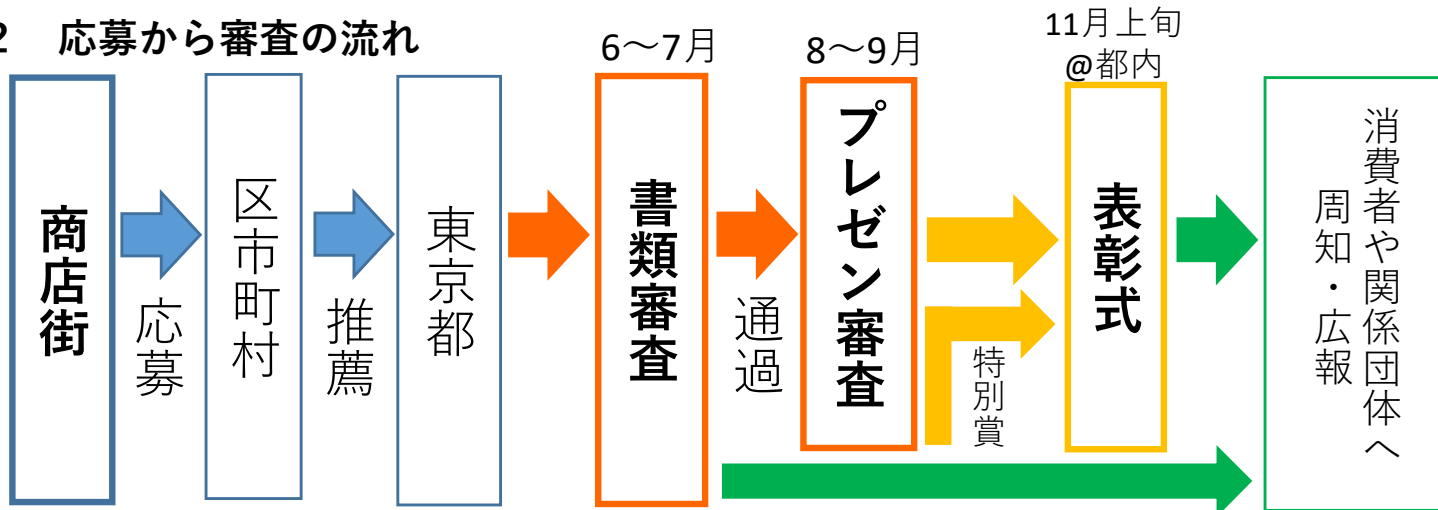 2 応募から審査の流れ
商店街
応募
区市町村
推薦
東京都
6～7月
書類審査
通過
8～9月
プレゼン審査
特別賞
11月上旬
@都内
表彰式
消費者や関係団体へ
周知・広報